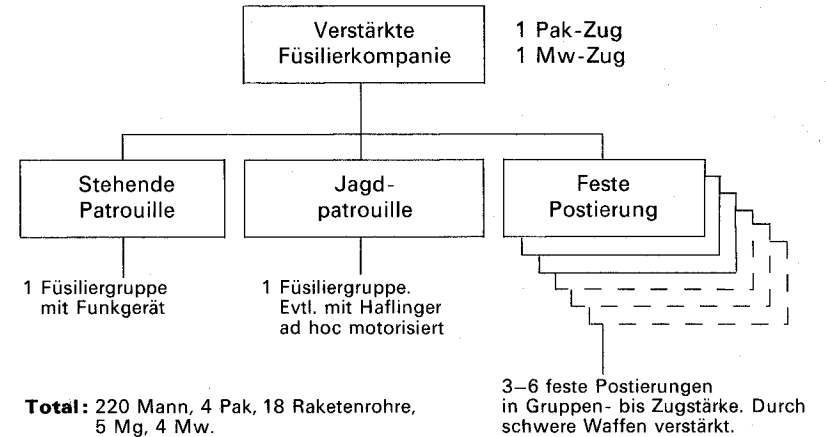 Verstärkte
Füsilierkompanie
1 Pak-Zug
1 Mw-Zug
Stehende
Patrouille
Jagd-
patrouille
Feste
Postierung
1 Füsiliergruppe
mit Funkgerät
1 Füsiliergruppe.
Evtl. mit Haflinger
ad hoc motorisiert
3–6 feste Postierungen
in Gruppen- bis Zugstärke. Durch
schwere Waffen verstärkt.
Total: 220 Mann, 4 Pak, 18 Raketenrohre,
5 Mg, 4 Mw.